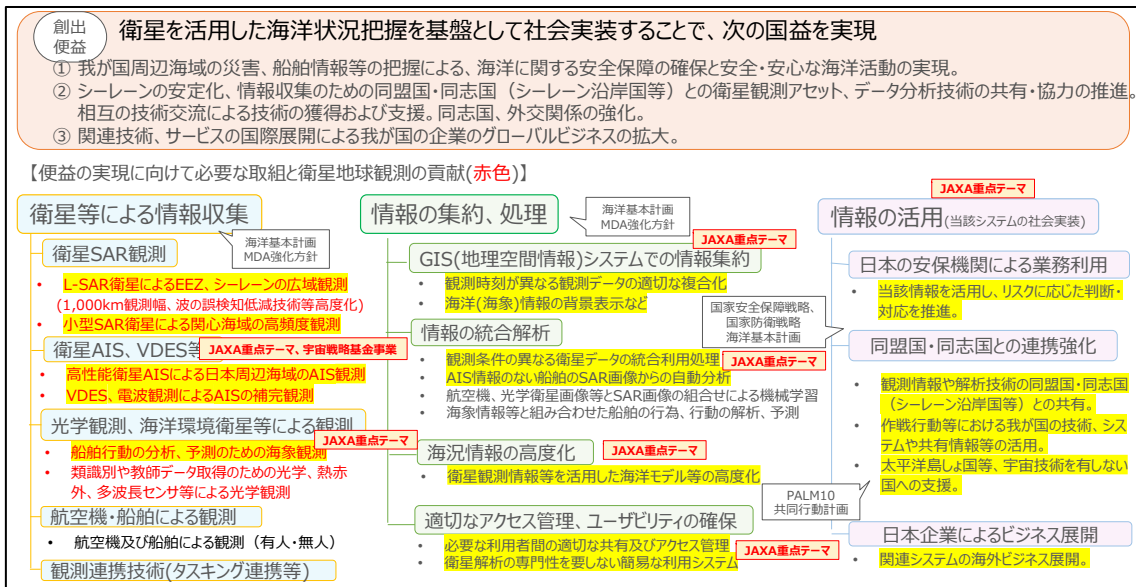 創出
便益
衛星を活用した海洋状況把握を基盤として社会実装することで、次の国益を実現
① 我が国周辺海域の災害、船舶情報等の把握による、海洋に関する安全保障の確保と安全・安心な海洋活動の実現。
② シーレーンの安定化、情報収集のための同盟国・同志国（シーレーン沿岸国等）との衛星観測アセット、データ分析技術の共有・協力の推進。
相互の技術交流による技術の獲得および支援。同志国、外交関係の強化。
③ 関連技術、サービスの国際展開による我が国の企業のグローバルビジネスの拡大。
【便益の実現に向けて必要な取組と衛星地球観測の貢献(赤色)】
衛星等による情報収集
海洋基本計画
MDA強化方針
衛星SAR観測
• L-SAR衛星によるEEZ、シーレーンの広域観測
(1,000km観測幅、波の誤検知低減技術等高度化)
• 小型SAR衛星による関心海域の高頻度観測
衛星AIS、VDES等
JAXA重点テーマ、宇宙戦略基金事業
• 高性能衛星AISによる日本周辺海域のAIS観測
• VDES、電波観測によるAISの補完観測
光学観測、海洋環境衛星等による観測
JAXA重点テーマ
• 船舶行動の分析、予測のための海象観測
• 類識別や教師データ取得のための光学、熱赤
外、多波長センサ等による光学観測
航空機・船舶による観測
• 航空機及び船舶による観測（有人・無人）
観測連携技術(タスキング連携等)
情報の集約、処理
海洋基本計画
MDA強化方針
JAXA重点テーマ
GIS(地理空間情報)システムでの情報集約
• 観測時刻が異なる観測データの適切な複合化
• 海洋(海象)情報の背景表示など
国家安全保障戦略、
国家防衛戦略
海洋基本計画
情報の統合解析
• 観測条件の異なる衛星データの統合利用処理
JAXA重点テーマ
• AIS情報のない船舶のSAR画像からの自動分析
• 航空機、光学衛星画像等とSAR画像の組合せによる機械学習
• 海象情報等と組み合わせた船舶の行為、行動の解析、予測
海況情報の高度化
JAXA重点テーマ
• 衛星観測情報等を活用した海洋モデル等の高度化
PALM10
共同行動計画
適切なアクセス管理、ユーザビリティの確保
• 必要な利用者間の適切な共有及びアクセス管理
JAXA重点テーマ
• 衛星解析の専門性を要しない簡易な利用システム
JAXA重点テーマ
情報の活用(当該システムの社会実装)
日本の安保機関による業務利用
• 当該情報を活用し、リスクに応じた判断・
対応を推進。
同盟国・同志国との連携強化
• 観測情報や解析技術の同盟国・同志国
（シーレーン沿岸国等）との共有。
• 作戦行動等における我が国の技術、シス
テムや共有情報等の活用。
• 太平洋島しょ国等、宇宙技術を有しない
国への支援。
日本企業によるビジネス展開
• 関連システムの海外ビジネス展開。